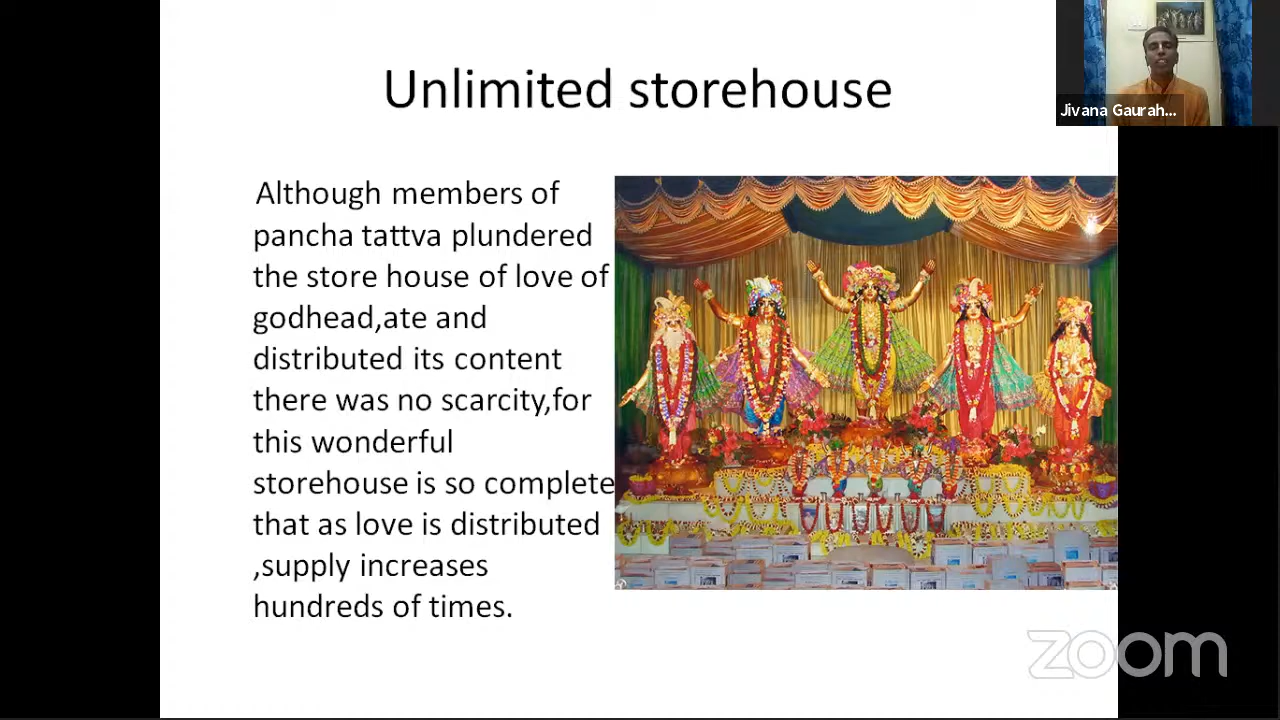 Unlimited storehouse
Jivana Gaurah...
Although members of
pancha tattva plundered
the store house of love of
godhead,ate and
distributed its content
there was no scarcity,for
this wonderful
storehouse is so complete
that as love is distributed
,supply increases
hundreds of times.
zoom